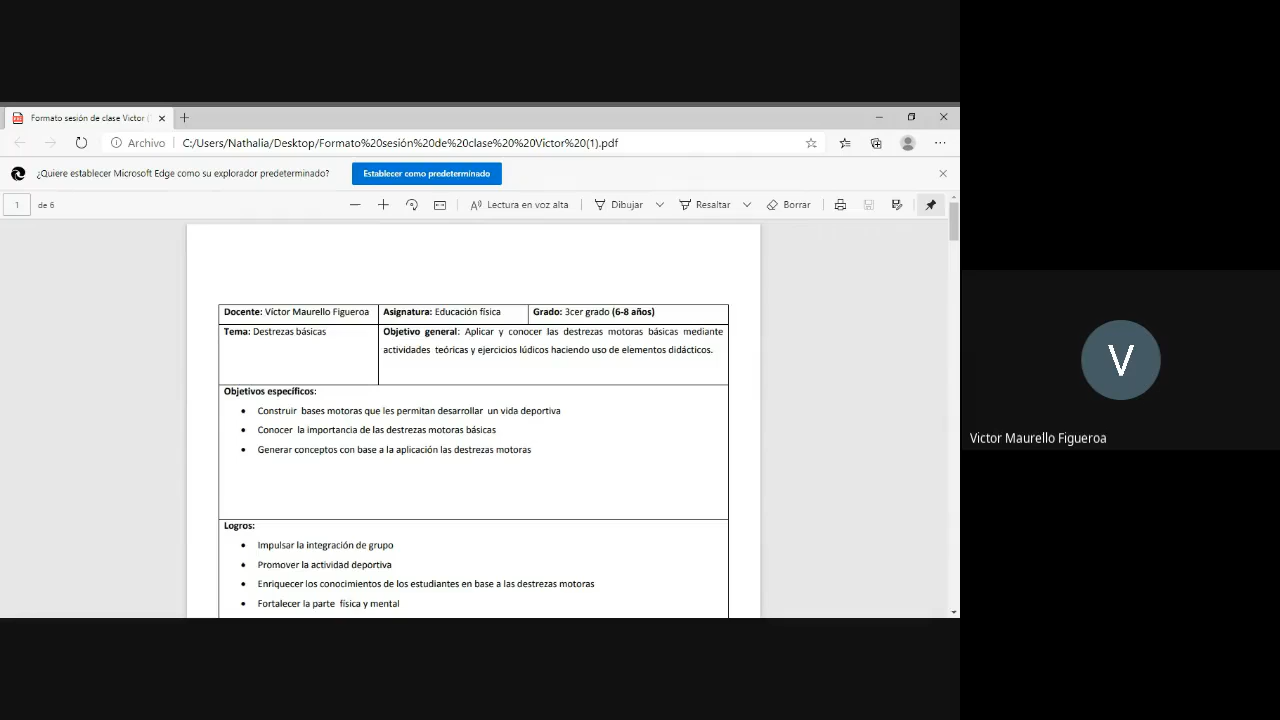 Formato sesión de clase Victor (
Archivo
C:/Users/Nathalia/Desktop/Formato%20sesión%20de%20clase%20%20Victor%20(1).pdf
¿Quiere establecer Microsoft Edge como su explorador predeterminado?
Establecer como predeterminado
1 de 6
Lectura en voz alta
Dibujar
Resaltar
Borrar
Docente: Víctor Maurello Figueroa
Asignatura: Educación física
Grado: 3cer grado (6-8 años)
Tema: Destrezas básicas
Objetivo general: Aplicar y conocer las destrezas motoras básicas mediante
actividades teóricas y ejercicios lúdicos haciendo uso de elementos didácticos.
Objetivos específicos:
• Construir bases motoras que les permitan desarrollar un vida deportiva
• Conocer la importancia de las destrezas motoras básicas
• Generar conceptos con base a la aplicación las destrezas motoras
Logros:
• Impulsar la integración de grupo
• Promover la actividad deportiva
• Enriquecer los conocimientos de los estudiantes en base a las destrezas motoras
• Fortalecer la parte física y mental
V
Victor Maurello Figueroa